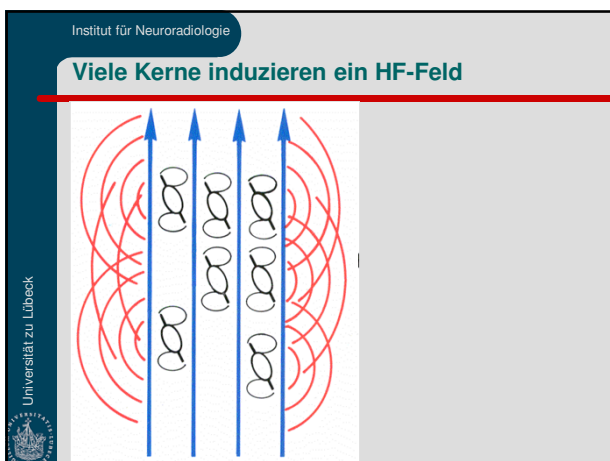 Institut für Neuroradiologie
Viele Kerne induzieren ein HF-Feld
Universität zu Lübeck